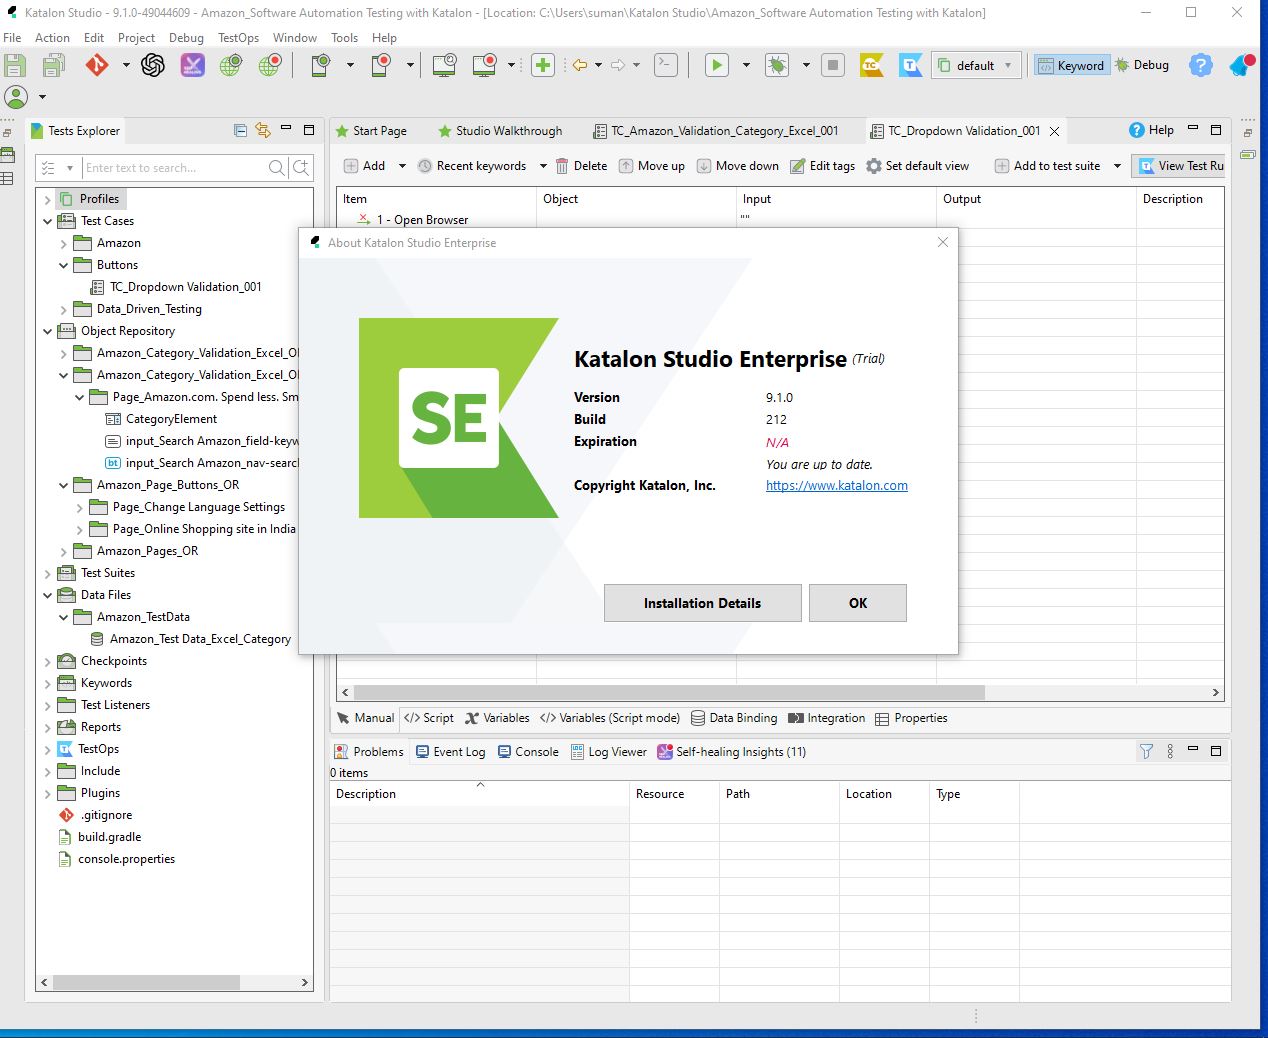 Katalon Studio - 9.1.0-49044609 - Amazon_Software Automation Testing with Katalon - [Location: C:\Users\suman\Katalon Studio\Amazon_Software Automation Testing with Katalon]
File Action Edit Project Debug TestOps Window Tools Help
default Keyword Debug
Tests Explorer
Enter text to search...
Profiles
Test Cases
Amazon
Buttons
TC_Dropdown Validation_001
Data_Driven_Testing
Object Repository
Amazon_Category_Validation_Excel_O
Amazon_Category_Validation_Excel_O
Page_Amazon.com. Spend less. Sm
CategoryElement
input_Search Amazon_field-keyw
bt input_Search Amazon_nav-searc
Amazon_Page_Buttons_OR
Page_Change Language Settings
Page_Online Shopping site in India
Amazon_Pages_OR
Test Suites
Data Files
Amazon_TestData
Amazon_Test Data_Excel_Category
Checkpoints
Keywords
Test Listeners
Reports
TestOps
Include
Plugins
.gitignore
build.gradle
console.properties
Start Page Studio Walkthrough TC_Amazon_Validation_Category_Excel_001 TC_Dropdown Validation_001 Help
Add Recent keywords Delete Move up Move down Edit tags Set default view Add to test suite View Test Ru
Item Object Input Output Description
1 - Open Browser ""
About Katalon Studio Enterprise
SE
Katalon Studio Enterprise (Trial)
Version 9.1.0
Build 212
Expiration N/A
You are up to date.
Copyright Katalon, Inc. https://www.katalon.com
Installation Details OK
Manual </> Script Variables </> Variables (Script mode) Data Binding Integration Properties
Problems Event Log Console Log Viewer Self-healing Insights (11)
0 items
Description Resource Path Location Type